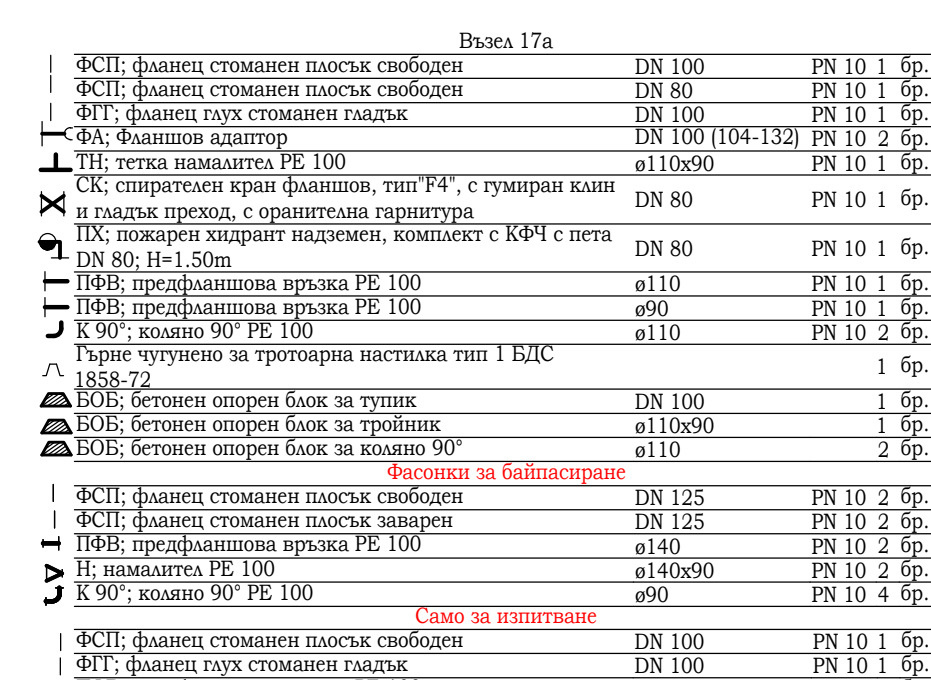 Възел 17а
ФСП; фланец стоманен плосък свободен DN 100 PN 10 1 бр.
ФСП; фланец стоманен плосък свободен DN 80 PN 10 1 бр.
ФГГ; фланец глух стоманен гладък DN 100 PN 10 1 бр.
ФА; Фланшов адаптор DN 100 (104-132) PN 10 2 бр.
ТН; тетка намалител PE 100 ø110x90 PN 10 1 бр.
СК; спирателен кран фланшов, тип"F4", с гумиран клин
и гладък преход, с оранителна гарнитура DN 80 PN 10 1 бр.
ПХ; пожарен хидрант надземен, комплект с КФЧ с пета
DN 80; H=1.50m DN 80 PN 10 1 бр.
ПФВ; предфланшова връзка PE 100 ø110 PN 10 1 бр.
ПФВ; предфланшова връзка PE 100 ø90 PN 10 1 бр.
К 90°; коляно 90° PE 100 ø110 PN 10 2 бр.
Гърне чугунено за тротоарна настилка тип 1 БДС
1858-72 1 бр.
БОБ; бетонен опорен блок за тупик DN 100 1 бр.
БОБ; бетонен опорен блок за тройник ø110x90 1 бр.
БОБ; бетонен опорен блок за коляно 90° ø110 2 бр.
Фасонки за байпасиране
ФСП; фланец стоманен плосък свободен DN 125 PN 10 2 бр.
ФСП; фланец стоманен плосък заварен DN 125 PN 10 2 бр.
ПФВ; предфланшова връзка PE 100 ø140 PN 10 2 бр.
Н; намалител PE 100 ø140x90 PN 10 2 бр.
К 90°; коляно 90° PE 100 ø90 PN 10 4 бр.
Само за изпитване
ФСП; фланец стоманен плосък свободен DN 100 PN 10 1 бр.
ФГГ; фланец глух стоманен гладък DN 100 PN 10 1 бр.